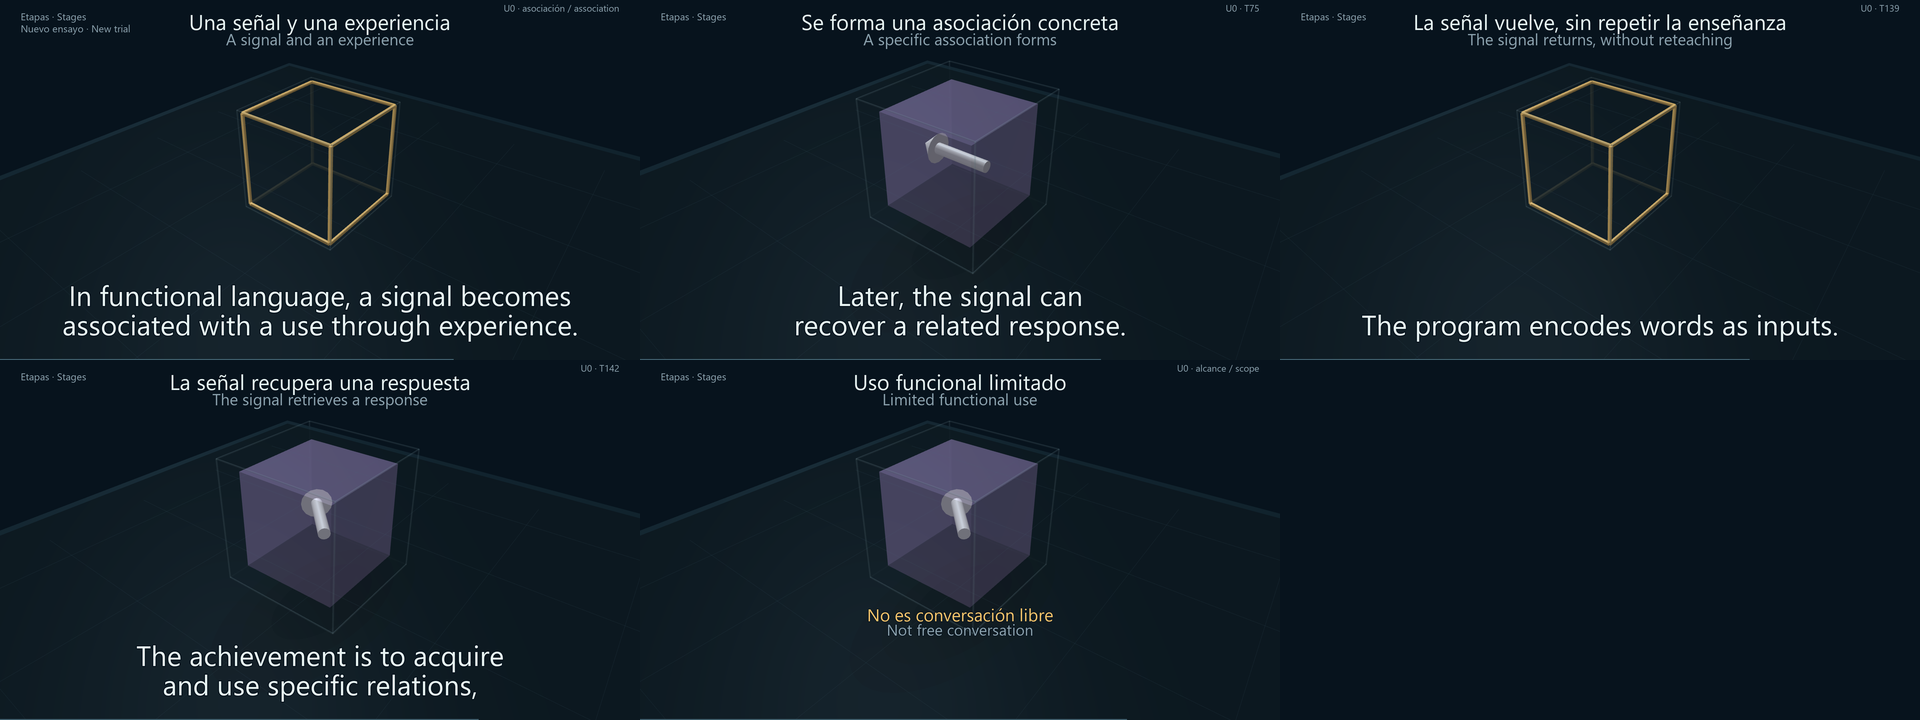 Etapas · Stages
Nuevo ensayo · New trial
Una señal y una experiencia
A signal and an experience
U0 · asociación / association
In functional language, a signal becomes
associated with a use through experience.
Etapas · Stages
Se forma una asociación concreta
A specific association forms
U0 · T75
Later, the signal can
recover a related response.
Etapas · Stages
La señal vuelve, sin repetir la enseñanza
The signal returns, without reteaching
U0 · T139
The program encodes words as inputs.
Etapas · Stages
La señal recupera una respuesta
The signal retrieves a response
U0 · T142
The achievement is to acquire
and use specific relations,
Etapas · Stages
Uso funcional limitado
Limited functional use
U0 · alcance / scope
No es conversación libre
Not free conversation